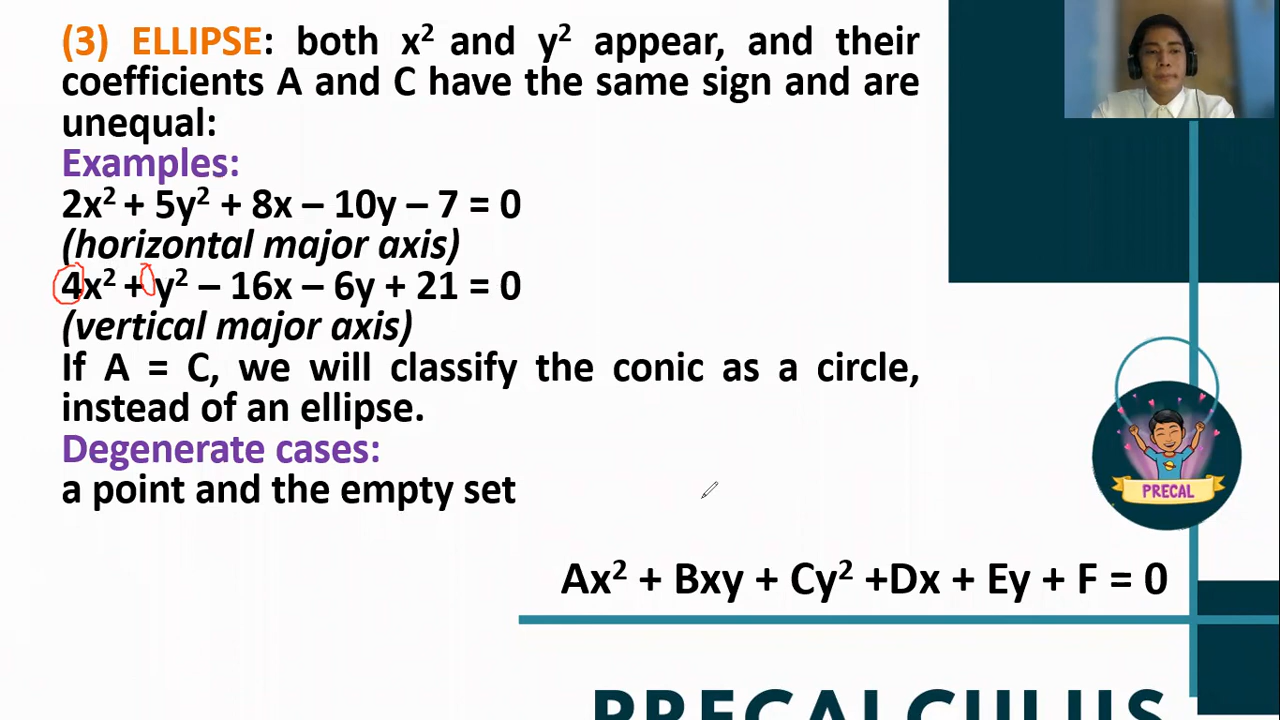 (3) ELLIPSE: both x² and y² appear, and their
coefficients A and C have the same sign and are
unequal:
Examples:
2x² + 5y² + 8x – 10y – 7 = 0
(horizontal major axis)
4x² + y² – 16x – 6y + 21 = 0
(vertical major axis)
If A = C, we will classify the conic as a circle,
instead of an ellipse.
Degenerate cases:
a point and the empty set
PRECAL
Ax² + Bxy + Cy² +Dx + Ey + F = 0
PRECALCULUS